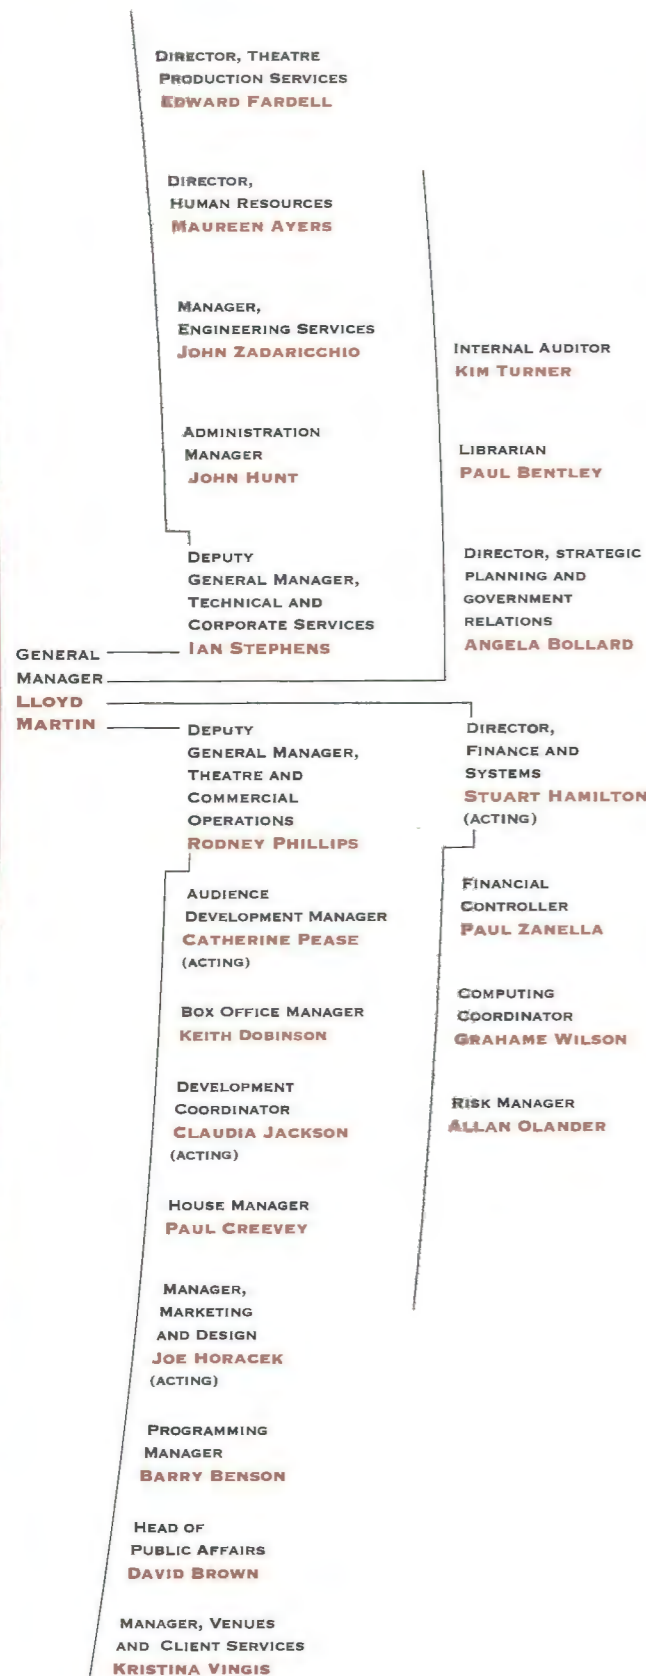 DIRECTOR, THEATRE
PRODUCTION SERVICES
EDWARD FARDELL
DIRECTOR,
HUMAN RESOURCES
MAUREEN AYERS
MANAGER,
ENGINEERING SERVICES
JOHN ZADARICCHIO
ADMINISTRATION
MANAGER
JOHN HUNT
DEPUTY
GENERAL MANAGER,
TECHNICAL AND
CORPORATE SERVICES
IAN STEPHENS
INTERNAL AUDITOR
KIM TURNER
LIBRARIAN
PAUL BENTLEY
DIRECTOR, STRATEGIC
PLANNING AND
GOVERNMENT
RELATIONS
ANGELA BOLLARD
GENERAL
MANAGER
LLOYD
MARTIN
DEPUTY
GENERAL MANAGER,
THEATRE AND
COMMERCIAL
OPERATIONS
RODNEY PHILLIPS
AUDIENCE
DEVELOPMENT MANAGER
CATHERINE PEASE
(ACTING)
BOX OFFICE MANAGER
KEITH DOBINSON
DEVELOPMENT
COORDINATOR
CLAUDIA JACKSON
(ACTING)
HOUSE MANAGER
PAUL CREEVEY
MANAGER,
MARKETING
AND DESIGN
JOE HORACEK
(ACTING)
PROGRAMMING
MANAGER
BARRY BENSON
HEAD OF
PUBLIC AFFAIRS
DAVID BROWN
MANAGER, VENUES
AND CLIENT SERVICES
KRISTINA VINGIS
DIRECTOR,
FINANCE AND
SYSTEMS
STUART HAMILTON
(ACTING)
FINANCIAL
CONTROLLER
PAUL ZANELLA
COMPUTING
COORDINATOR
GRAHAME WILSON
RISK MANAGER
ALLAN OLANDER